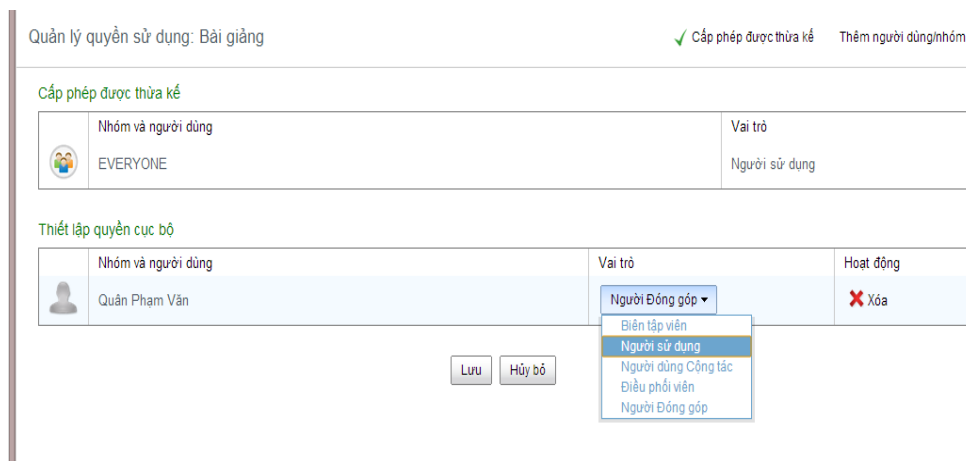 Quản lý quyền sử dụng: Bài giảng
Cấp phép được thừa kế Thêm người dùng/nhóm
Cấp phép được thừa kế
Nhóm và người dùng Vai trò
EVERYONE Người sử dụng
Thiết lập quyền cục bộ
Nhóm và người dùng Vai trò Hoạt động
Quân Phạm Văn Người Đóng góp Xóa
Biên tập viên
Người sử dụng
Người dùng Cộng tác
Điều phối viên
Người Đóng góp
Lưu Hủy bỏ